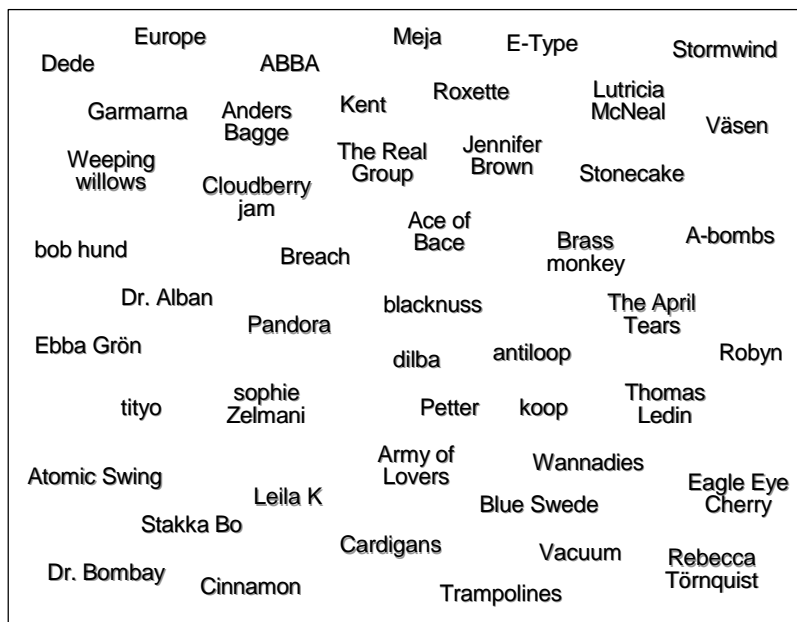 Europe
Meja
E-Type
Stormwind
Dede
ABBA
Garmarna
Anders
Bagge
Kent
Roxette
Lutricia
McNeal
Väsen
Weeping
willows
Cloudberry
jam
The Real
Group
Jennifer
Brown
Stonecake
bob hund
Breach
Ace of
Bace
Brass
monkey
A-bombs
Dr. Alban
Pandora
blacknuss
The April
Tears
Ebba Grön
dilba
antiloop
Robyn
tityo
sophie
Zelmani
Petter
koop
Thomas
Ledin
Atomic Swing
Leila K
Army of
Lovers
Wannadies
Blue Swede
Eagle Eye
Cherry
Stakka Bo
Cardigans
Vacuum
Rebecca
Törnquist
Dr. Bombay
Cinnamon
Trampolines